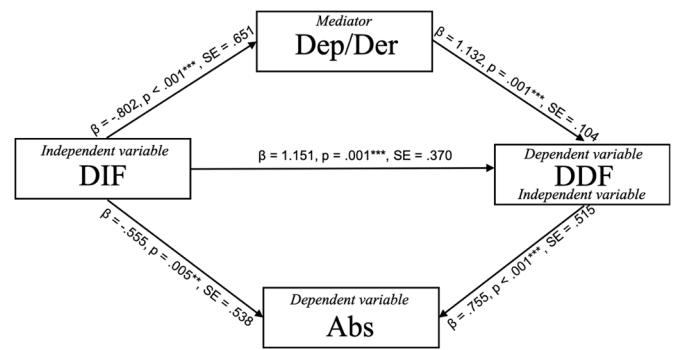 Mediator
Dep/Der
β = -.802, p < .001***, SE = .651
β = 1.132, p = .001***, SE = .104
Independent variable
DIF
β = 1.151, p = .001***, SE = .370
Dependent variable
DDF
Independent variable
β = -.555, p = .005**, SE = .538
β = .755, p < .001***, SE = .515
Dependent variable
Abs